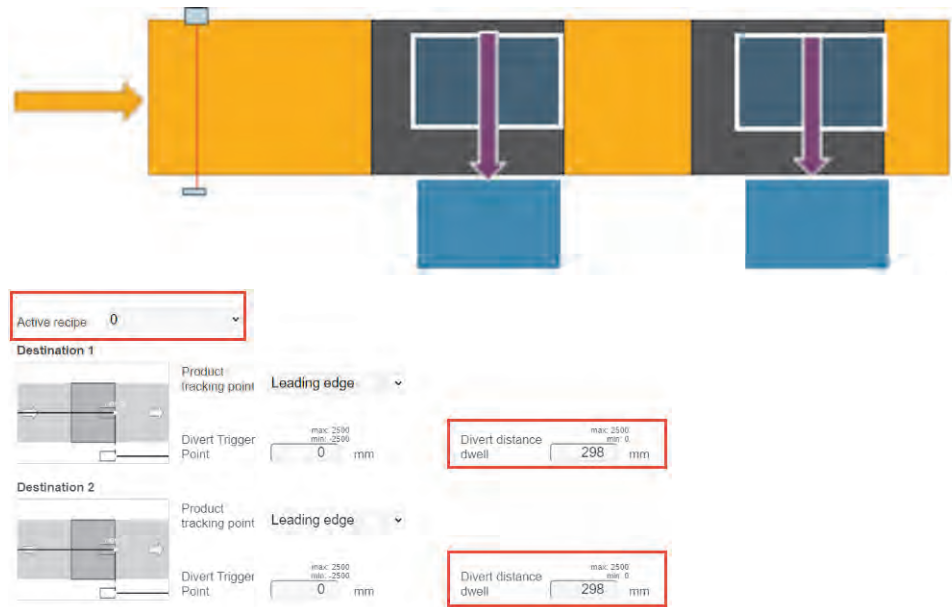 Active recipe 0
Destination 1
Product
tracking point Leading edge
Divert Trigger
Point
max: 2500
min: -2500
0 mm
Divert distance
dwell
max: 2500
min: 0
298 mm
Destination 2
Product
tracking point Leading edge
Divert Trigger
Point
max: 2500
min: -2500
0 mm
Divert distance
dwell
max: 2500
min: 0
298 mm